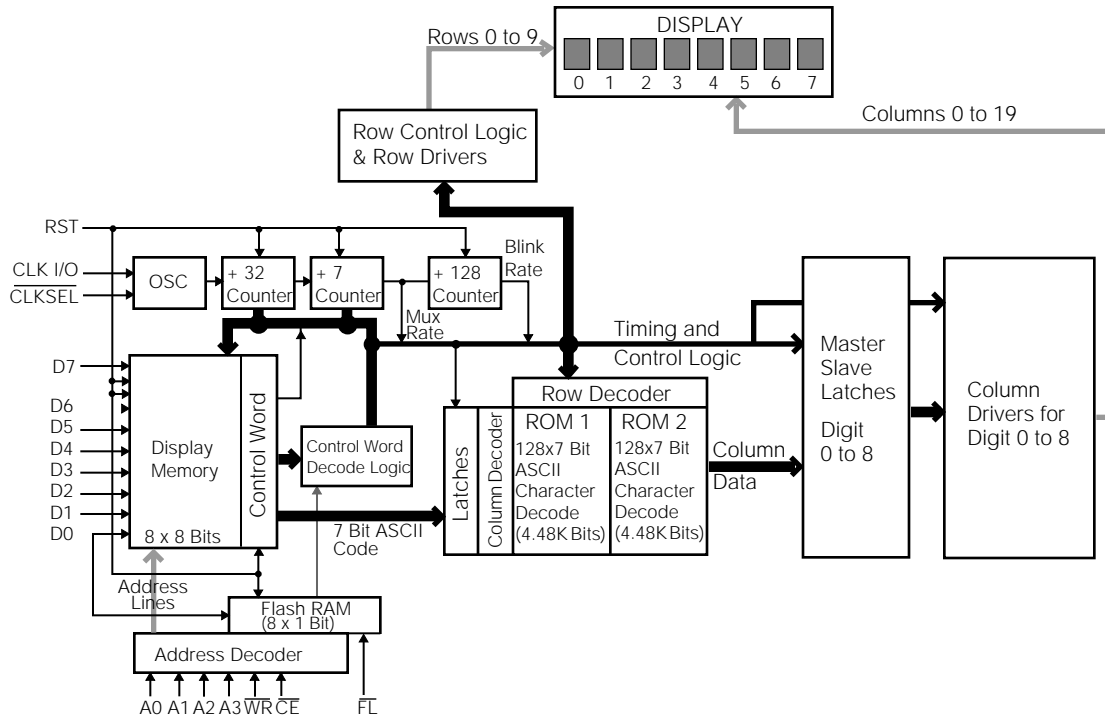 DISPLAY
0 1 2 3 4 5 6 7
Rows 0 to 9
Columns 0 to 19
Row Control Logic
& Row Drivers
RST
CLK I/O
CLKSEL
OSC
+ 32
Counter
+ 7
Counter
+ 128
Counter
Blink
Rate
Mux
Rate
Timing and
Control Logic
D7
D6
D5
D4
D3
D2
D1
D0
Display
Memory
8 x 8 Bits
Control Word
Control Word
Decode Logic
7 Bit ASCII
Code
Latches
Column Decoder
Row Decoder
ROM 1
128x7 Bit
ASCII
Character
Decode
(4.48K Bits)
ROM 2
128x7 Bit
ASCII
Character
Decode
(4.48K Bits)
Column
Data
Master
Slave
Latches
Digit
0 to 8
Column
Drivers for
Digit 0 to 8
Address
Lines
Flash RAM
(8 x 1 Bit)
Address Decoder
A0 A1 A2 A3 WR CE
FL